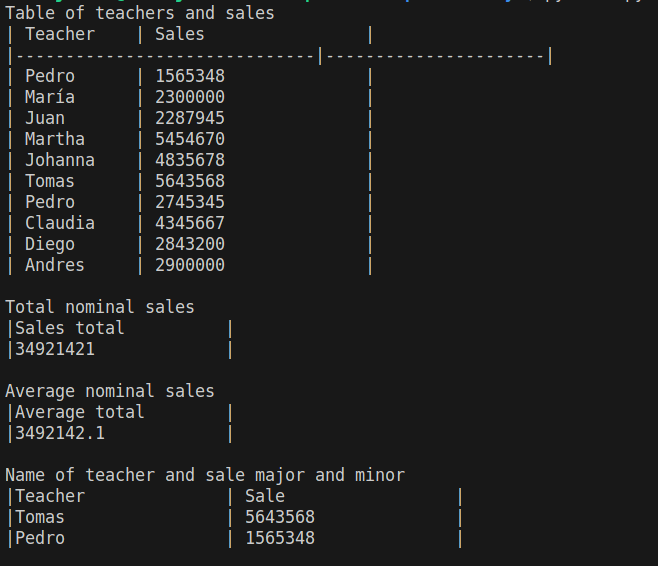 Table of teachers and sales
| Teacher    | Sales                |
|------------------------------|----------------------|
| Pedro      | 1565348              |
| María      | 2300000              |
| Juan       | 2287945              |
| Martha     | 5454670              |
| Johanna    | 4835678              |
| Tomas      | 5643568              |
| Pedro      | 2745345              |
| Claudia    | 4345667              |
| Diego      | 2843200              |
| Andres     | 2900000              |
Total nominal sales
|Sales total          |
|34921421             |
Average nominal sales
|Average total        |
|3492142.1            |
Name of teacher and sale major and minor
|Teacher              | Sale                 |
|Tomas                | 5643568              |
|Pedro                | 1565348              |